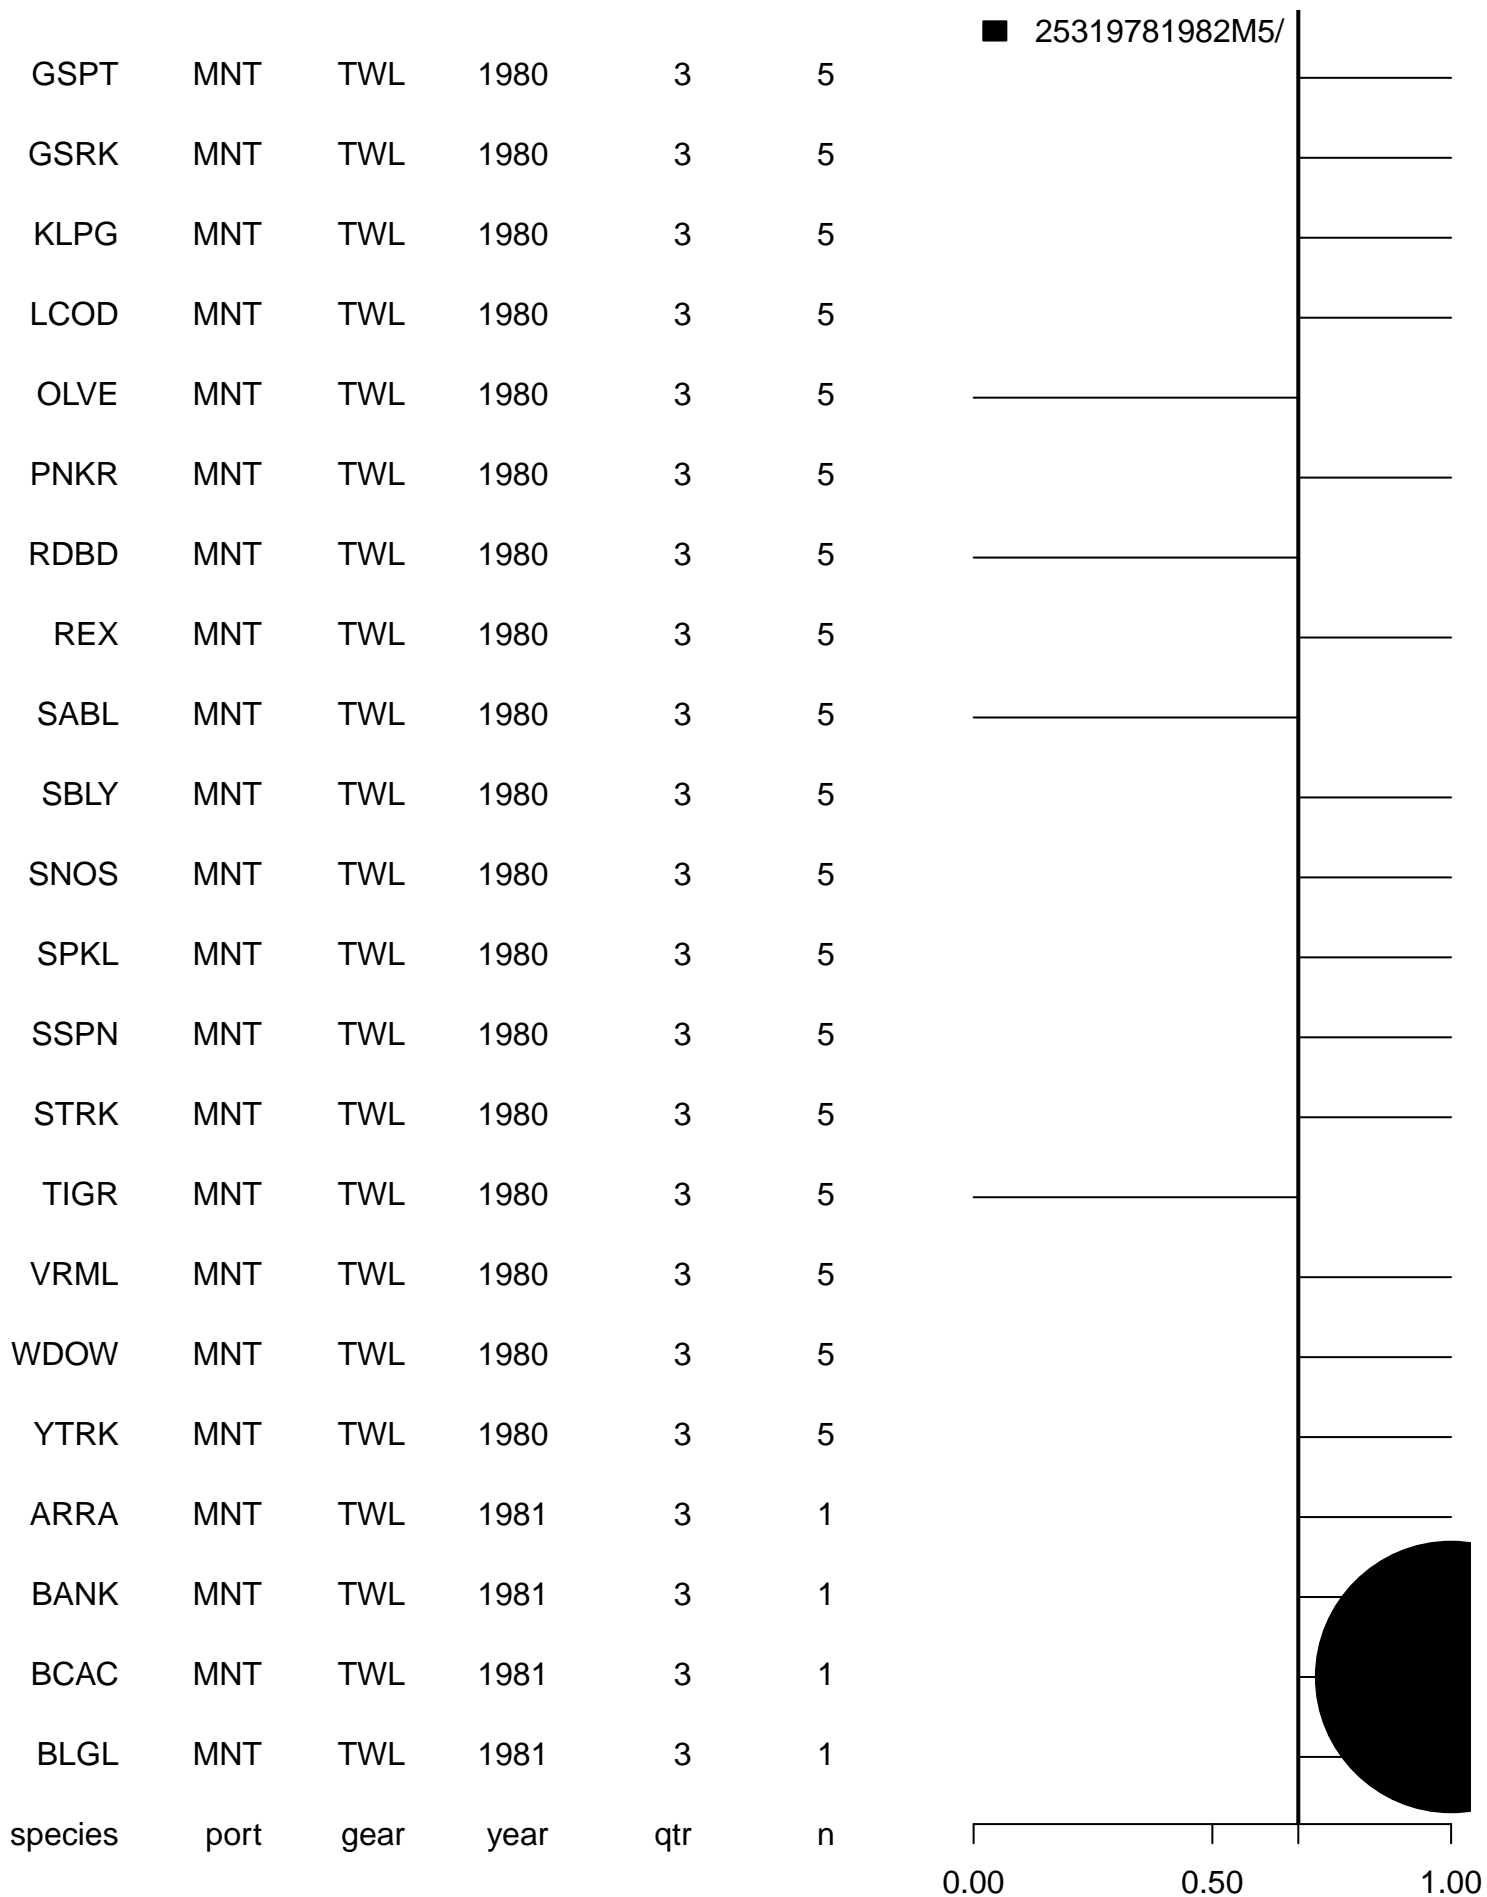 25319781982M5/
GSPT MNT TWL 1980 3 5
GSRK MNT TWL 1980 3 5
KLPG MNT TWL 1980 3 5
LCOD MNT TWL 1980 3 5
OLVE MNT TWL 1980 3 5
PNKR MNT TWL 1980 3 5
RDBD MNT TWL 1980 3 5
REX MNT TWL 1980 3 5
SABL MNT TWL 1980 3 5
SBLY MNT TWL 1980 3 5
SNOS MNT TWL 1980 3 5
SPKL MNT TWL 1980 3 5
SSPN MNT TWL 1980 3 5
STRK MNT TWL 1980 3 5
TIGR MNT TWL 1980 3 5
VRML MNT TWL 1980 3 5
WDOW MNT TWL 1980 3 5
YTRK MNT TWL 1980 3 5
ARRA MNT TWL 1981 3 1
BANK MNT TWL 1981 3 1
BCAC MNT TWL 1981 3 1
BLGL MNT TWL 1981 3 1
species port gear year qtr n
0.00 0.50 1.00